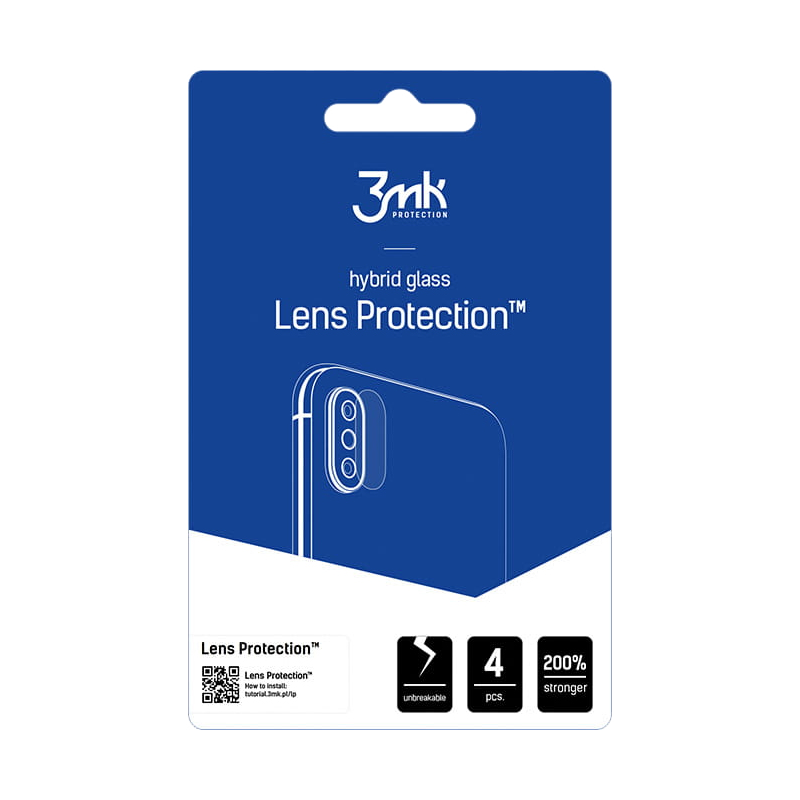 3mk
PROTECTION
hybrid glass
Lens Protection™
Lens Protection™
Lens Protection™
How to install:
tutorial.3mk.pl/lp
unbreakable
4
pcs.
200%
stronger